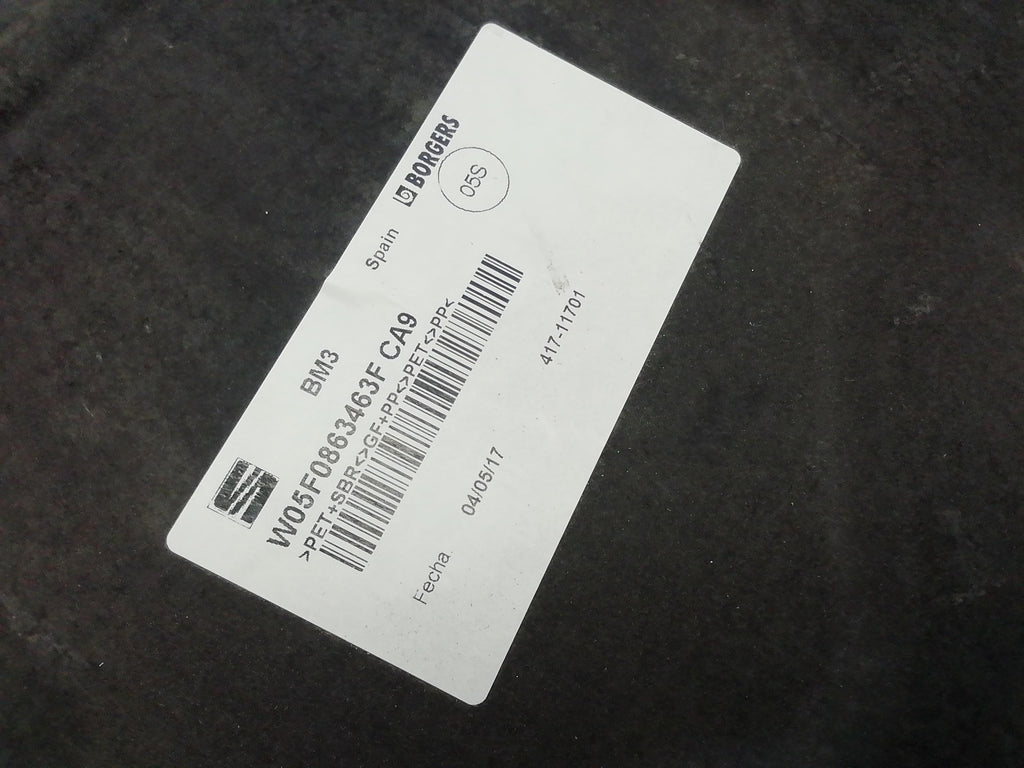 BM3
Spain
BORGERS
W05F0863463F CA9
05S
>PET+SBR<>GF+PP<>PET<>PP<
Fecha.
04/05/17
417-11701